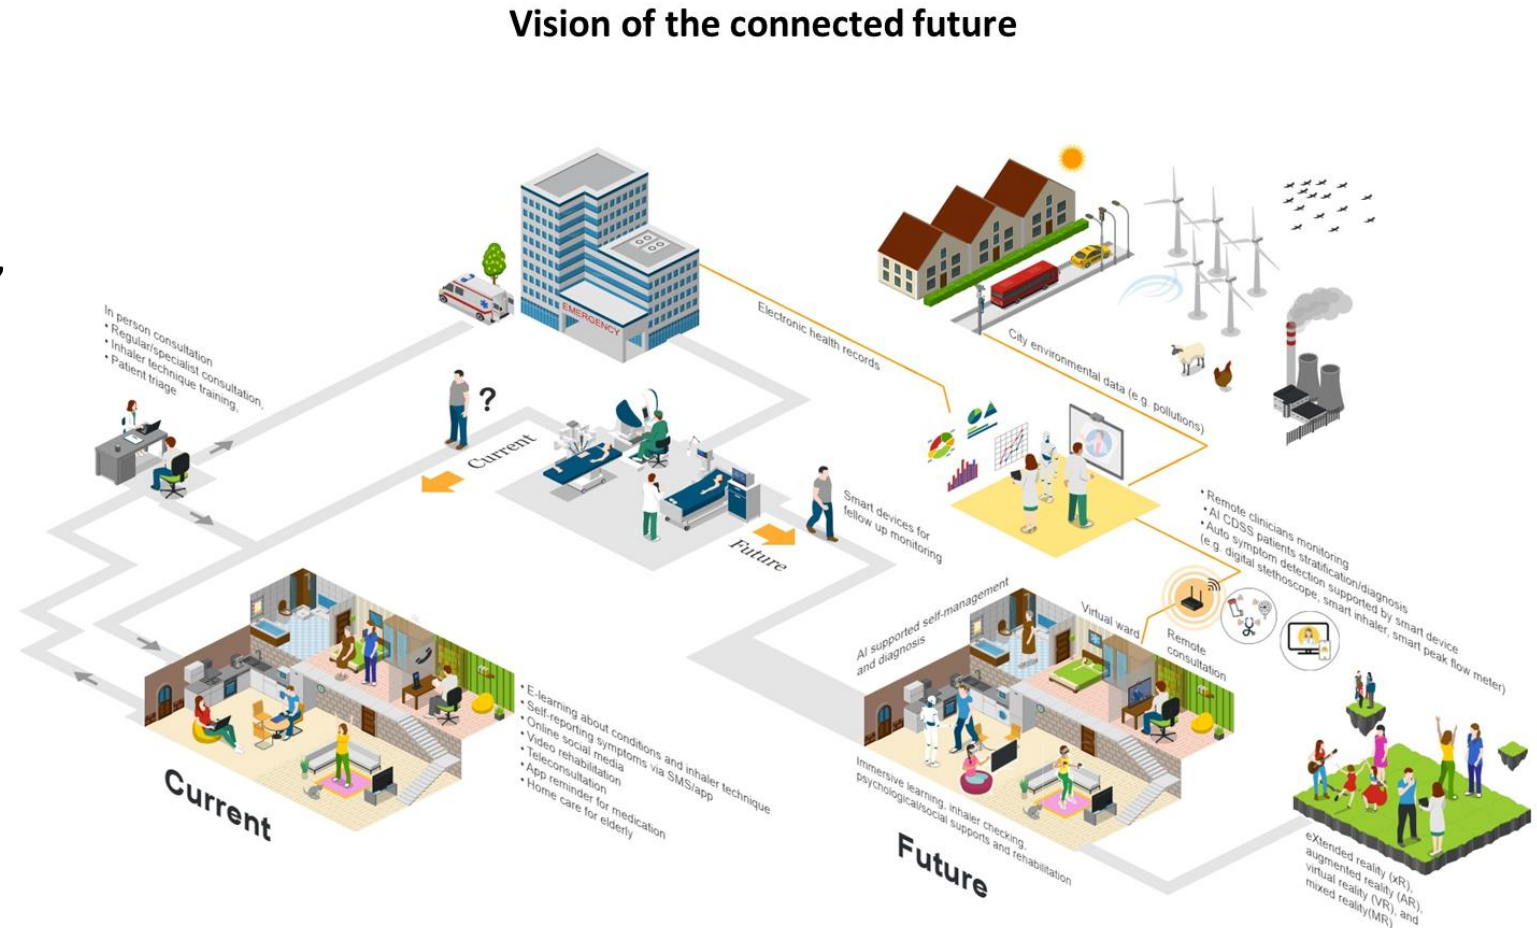 Vision of the connected future
In person consultation
• Regular/specialist consultation,
• Inhaler technique training,
• Patient triage
EMERGENCY
?
Current
Future
Electronic health records
City environmental data (e.g. pollutions)
Smart devices for
fellow up monitoring
• Remote clinicians monitoring
• AI CDSS patients stratification/diagnosis
• Auto symptom detection supported by smart device
(e.g. digital stethoscope, smart inhaler, smart peak flow meter)
AI supported self-management
and diagnosis
Virtual ward
Remote
consultation
• E-learning about conditions and inhaler technique
• Self-reporting symptoms via SMS/app
• Online social media
• Video rehabilitation
• Teleconsultation
• App reminder for medication
• Home care for elderly
Current
Immersive learning, inhaler checking,
psychological/social supports and rehabilitation
Future
eXtended reality (xR),
augmented reality (AR),
virtual reality (VR), and
mixed reality(MR)